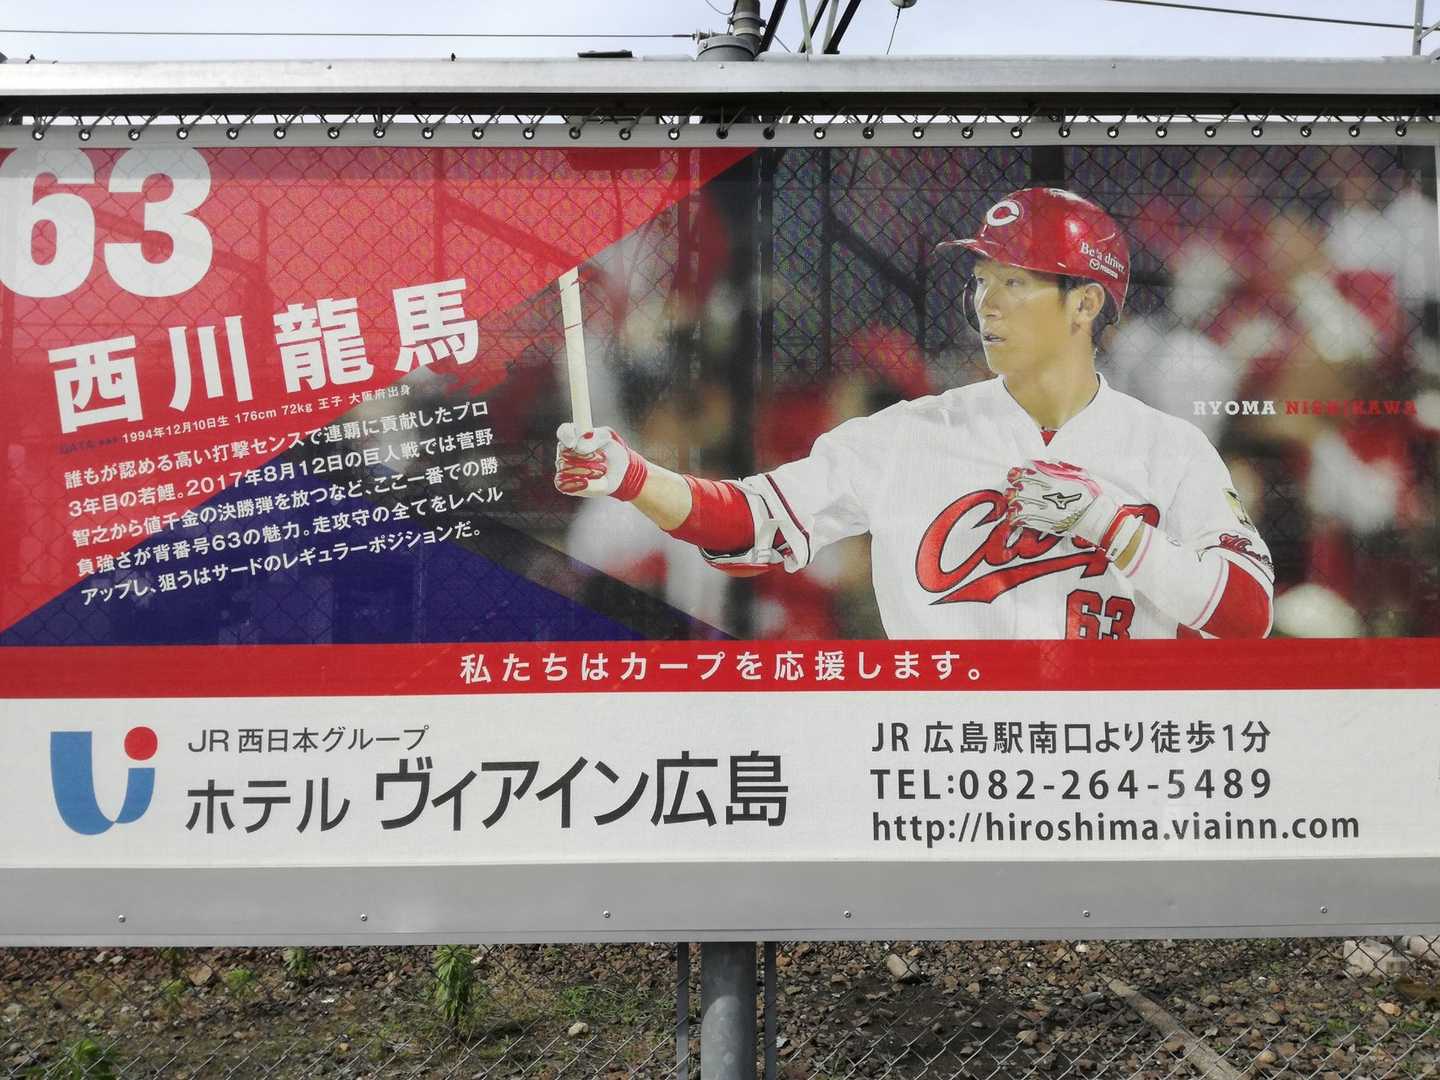 63
西川龍馬
1994年12月10日生 176cm 72kg 王子 大阪府出身
誰もが認める高い打撃センスで連覇に貢献したプロ
3年目の若鯉。2017年8月12日の巨人戦では菅野
智之から値千金の決勝弾を放つなど、ここ一番での勝
負強さが背番号63の魅力。走攻守の全てをレベル
アップし、狙うはサードのレギュラーポジションだ。
C
Be a driver.
mazda
RYOMA NISHIKAWA
Carp
63
私たちはカープを応援します。
JR西日本グループ
ホテル ヴィアイン広島
JR 広島駅南口より徒歩1分
TEL:082-264-5489
http://hiroshima.viainn.com